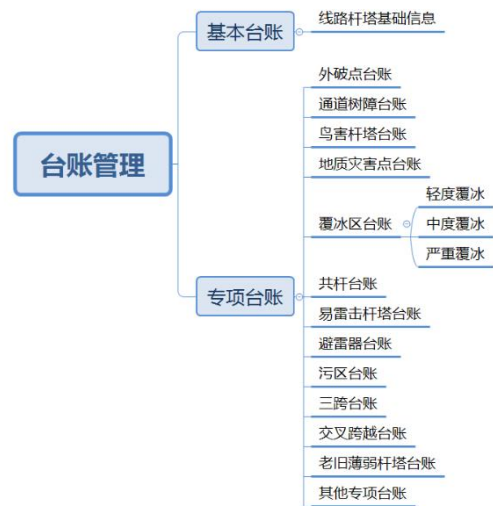 台账管理
基本台账
线路杆塔基础信息
专项台账
外破点台账
通道树障台账
鸟害杆塔台账
地质灾害点台账
覆冰区台账
轻度覆冰
中度覆冰
严重覆冰
共杆台账
易雷击杆塔台账
避雷器台账
污区台账
三跨台账
交叉跨越台账
老旧薄弱杆塔台账
其他专项台账